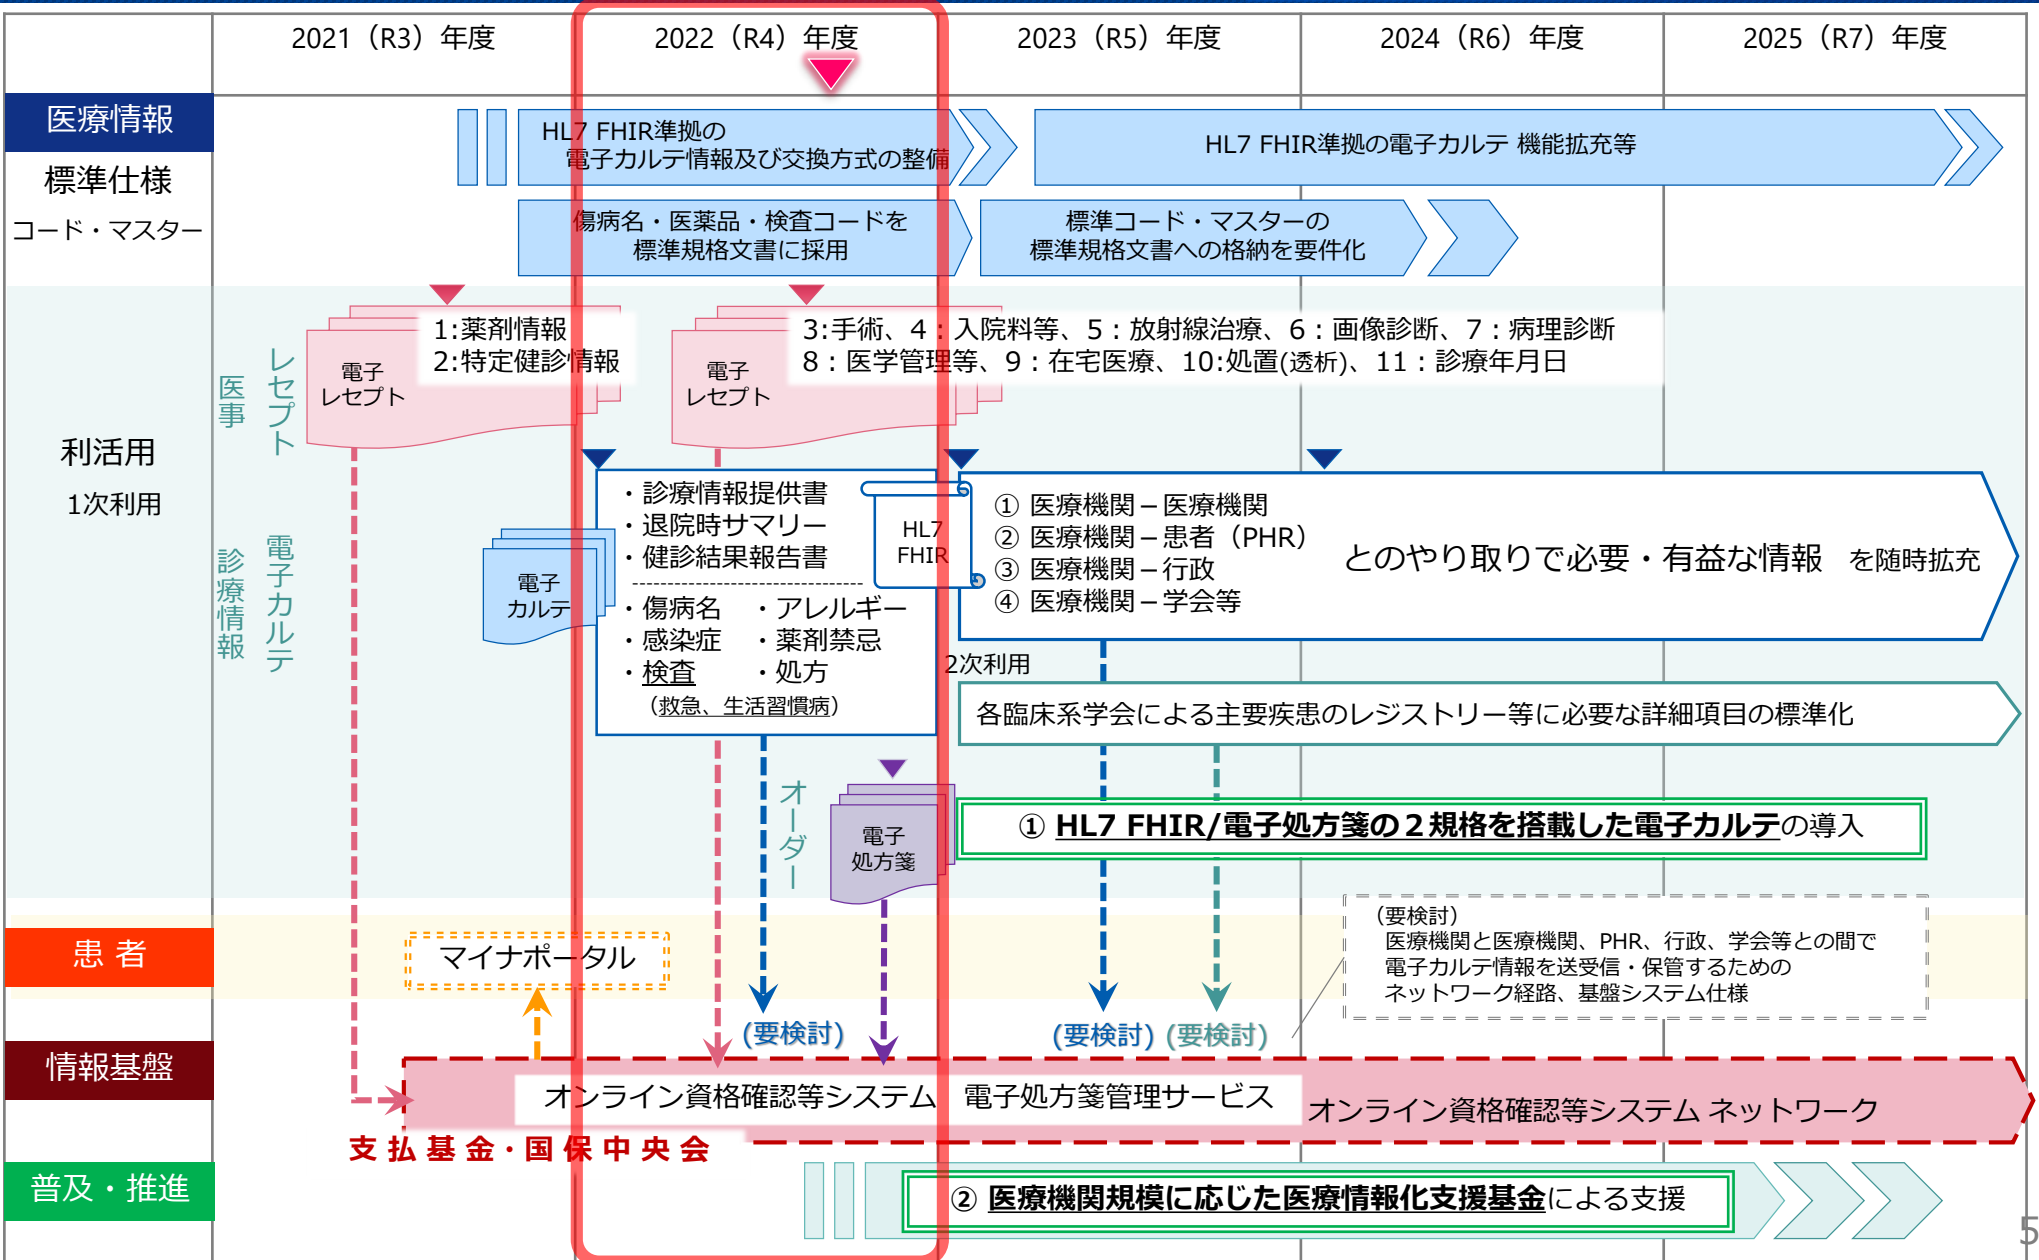 2021（R3）年度
2022（R4）年度
2023（R5）年度
2024（R6）年度
2025（R7）年度
医療情報
標準仕様
コード・マスター
HL7 FHIR準拠の
電子カルテ情報及び交換方式の整備
HL7 FHIR準拠の電子カルテ 機能拡充等
傷病名・医薬品・検査コードを
標準規格文書に採用
標準コード・マスターの
標準規格文書への格納を要件化
利活用
1次利用
医事
レセプト
電子
レセプト
1:薬剤情報
2:特定健診情報
電子
レセプト
3:手術、4：入院料等、5：放射線治療、6：画像診断、7：病理診断
8：医学管理等、9：在宅医療、10:処置(透析)、11：診療年月日
診療情報
電子カルテ
電子
カルテ
・診療情報提供書
・退院時サマリー
・健診結果報告書
・傷病名 ・アレルギー
・感染症 ・薬剤禁忌
・検査 ・処方
（救急、生活習慣病）
HL7
FHIR
① 医療機関－医療機関
② 医療機関－患者（PHR）
③ 医療機関－行政
④ 医療機関－学会等
とのやり取りで必要・有益な情報 を随時拡充
2次利用
各臨床系学会による主要疾患のレジストリー等に必要な詳細項目の標準化
オーダー
電子
処方箋
① HL7 FHIR/電子処方箋の２規格を搭載した電子カルテの導入
患 者
マイナポータル
（要検討）
医療機関と医療機関、PHR、行政、学会等との間で
電子カルテ情報を送受信・保管するための
ネットワーク経路、基盤システム仕様
(要検討)
(要検討)
(要検討)
情報基盤
オンライン資格確認等システム 電子処方箋管理サービス
オンライン資格確認等システム ネットワーク
支 払 基 金・国 保 中 央 会
普及・推進
② 医療機関規模に応じた医療情報化支援基金による支援
5